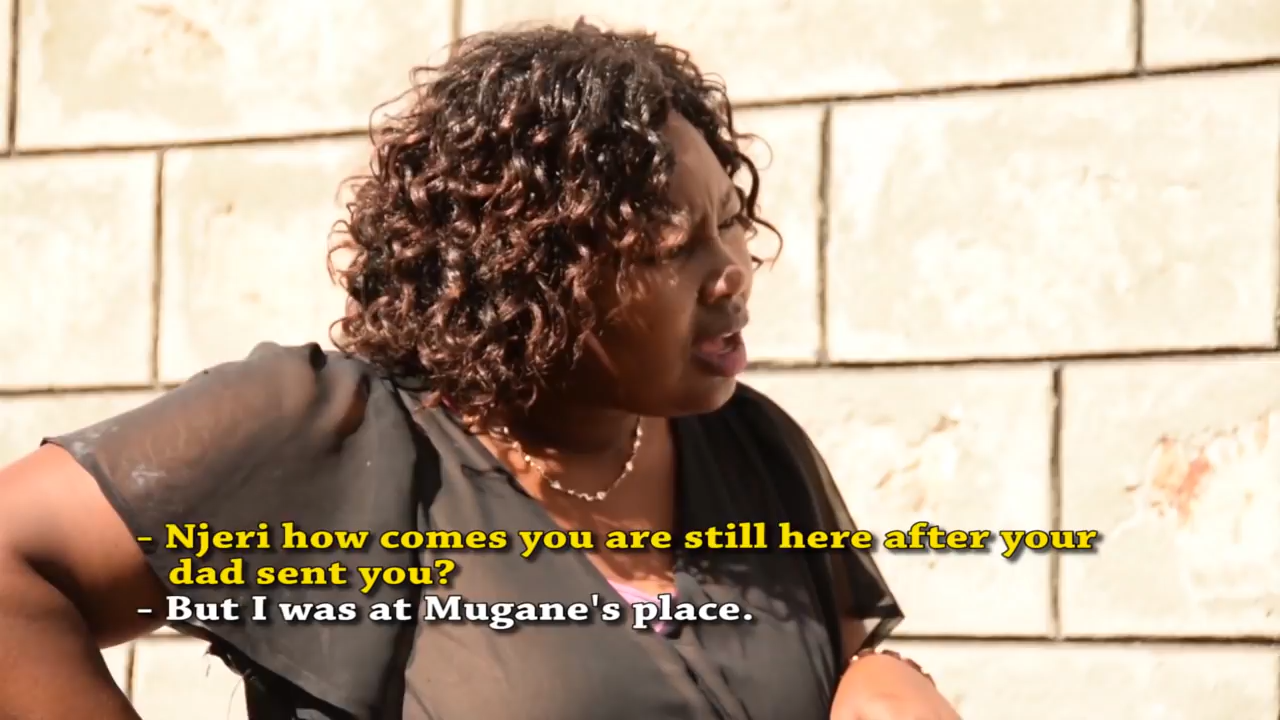 - Njeri how comes you are still here after your
dad sent you?
- But I was at Mugane's place.